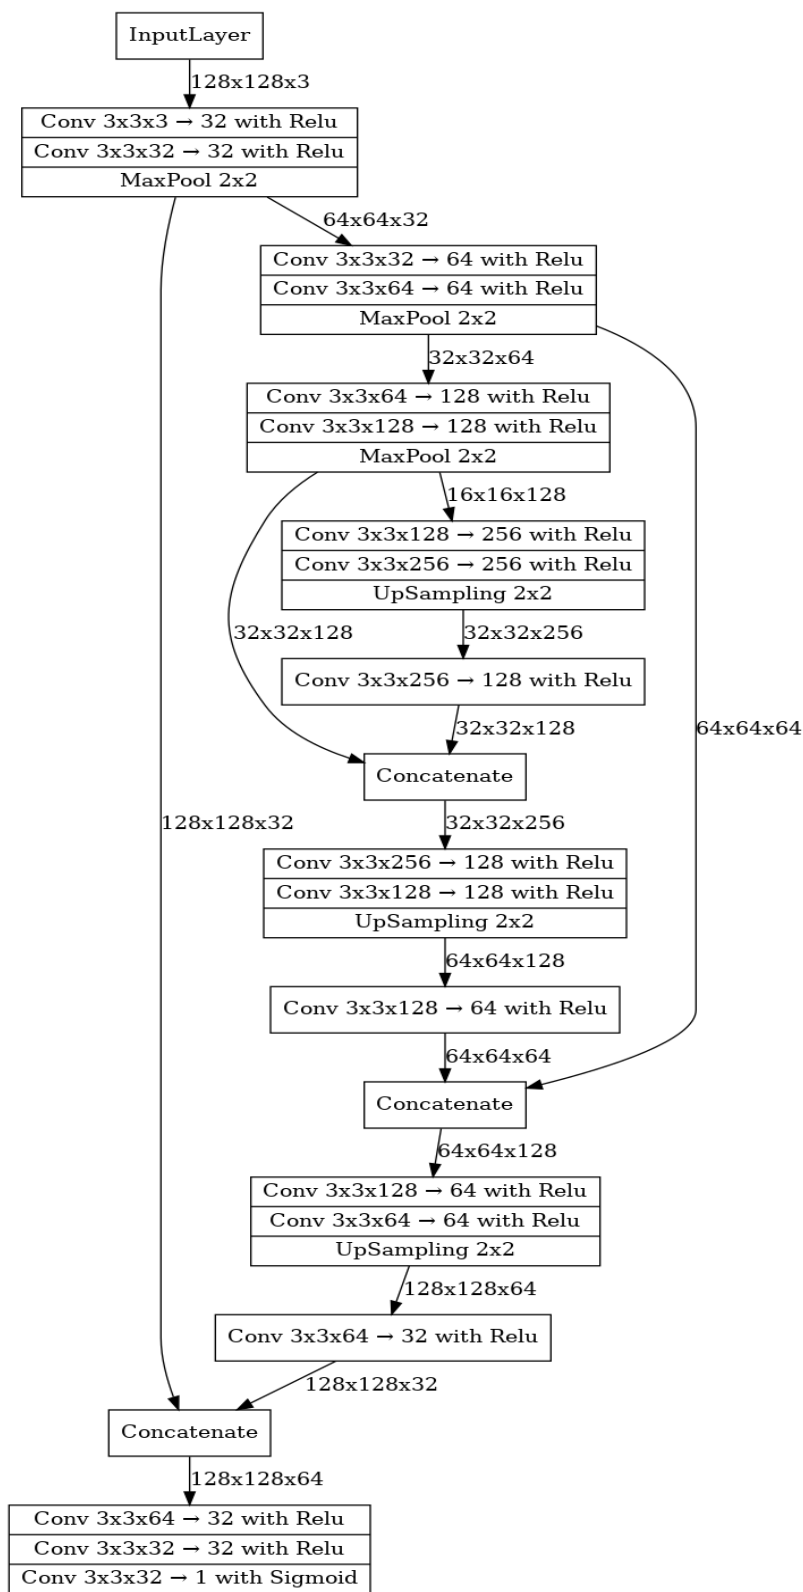 InputLayer
128x128x3
Conv 3x3x3 → 32 with Relu
Conv 3x3x32 → 32 with Relu
MaxPool 2x2
64x64x32
Conv 3x3x32 → 64 with Relu
Conv 3x3x64 → 64 with Relu
MaxPool 2x2
32x32x64
Conv 3x3x64 → 128 with Relu
Conv 3x3x128 → 128 with Relu
MaxPool 2x2
16x16x128
Conv 3x3x128 → 256 with Relu
Conv 3x3x256 → 256 with Relu
UpSampling 2x2
32x32x128
32x32x256
Conv 3x3x256 → 128 with Relu
32x32x128
64x64x64
Concatenate
128x128x32
32x32x256
Conv 3x3x256 → 128 with Relu
Conv 3x3x128 → 128 with Relu
UpSampling 2x2
64x64x128
Conv 3x3x128 → 64 with Relu
64x64x64
Concatenate
64x64x128
Conv 3x3x128 → 64 with Relu
Conv 3x3x64 → 64 with Relu
UpSampling 2x2
128x128x64
Conv 3x3x64 → 32 with Relu
128x128x32
Concatenate
128x128x64
Conv 3x3x64 → 32 with Relu
Conv 3x3x32 → 32 with Relu
Conv 3x3x32 → 1 with Sigmoid